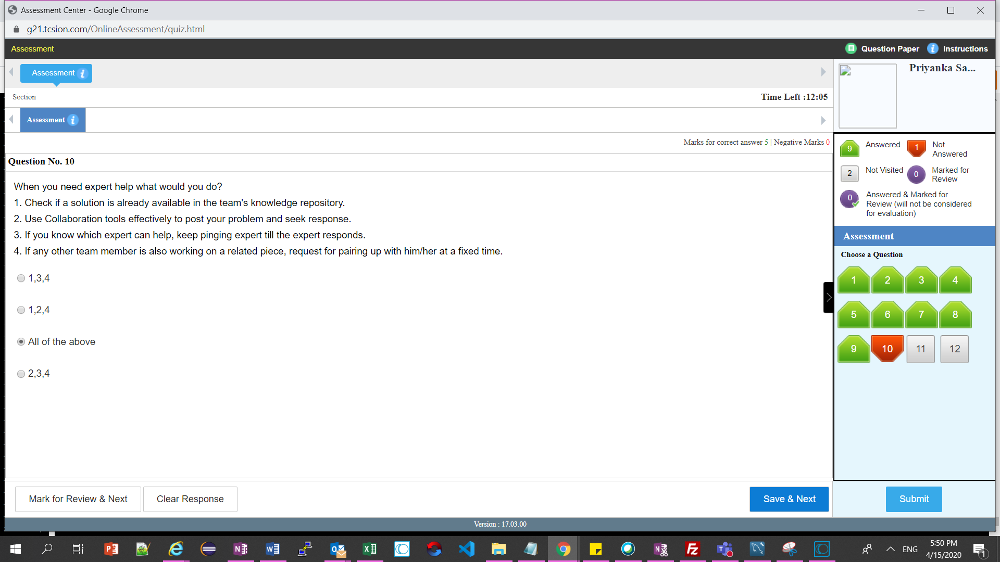 Assessment Center - Google Chrome
g21.tcsion.com/OnlineAssessment/quiz.html
Assessment
Question Paper
Instructions
Assessment
Priyanka Sa...
Section
Time Left :12:05
Assessment
Marks for correct answer 5 | Negative Marks 0
Question No. 10
When you need expert help what would you do?
1. Check if a solution is already available in the team's knowledge repository.
2. Use Collaboration tools effectively to post your problem and seek response.
3. If you know which expert can help, keep pinging expert till the expert responds.
4. If any other team member is also working on a related piece, request for pairing up with him/her at a fixed time.
1,3,4
1,2,4
All of the above
2,3,4
9 Answered
1 Not Answered
2 Not Visited
0 Marked for Review
0 Answered & Marked for
Review (will not be considered
for evaluation)
Assessment
Choose a Question
1 2 3 4
5 6 7 8
9 10 11 12
Mark for Review & Next
Clear Response
Save & Next
Submit
Version : 17.03.00
ENG
5:50 PM
4/15/2020
1